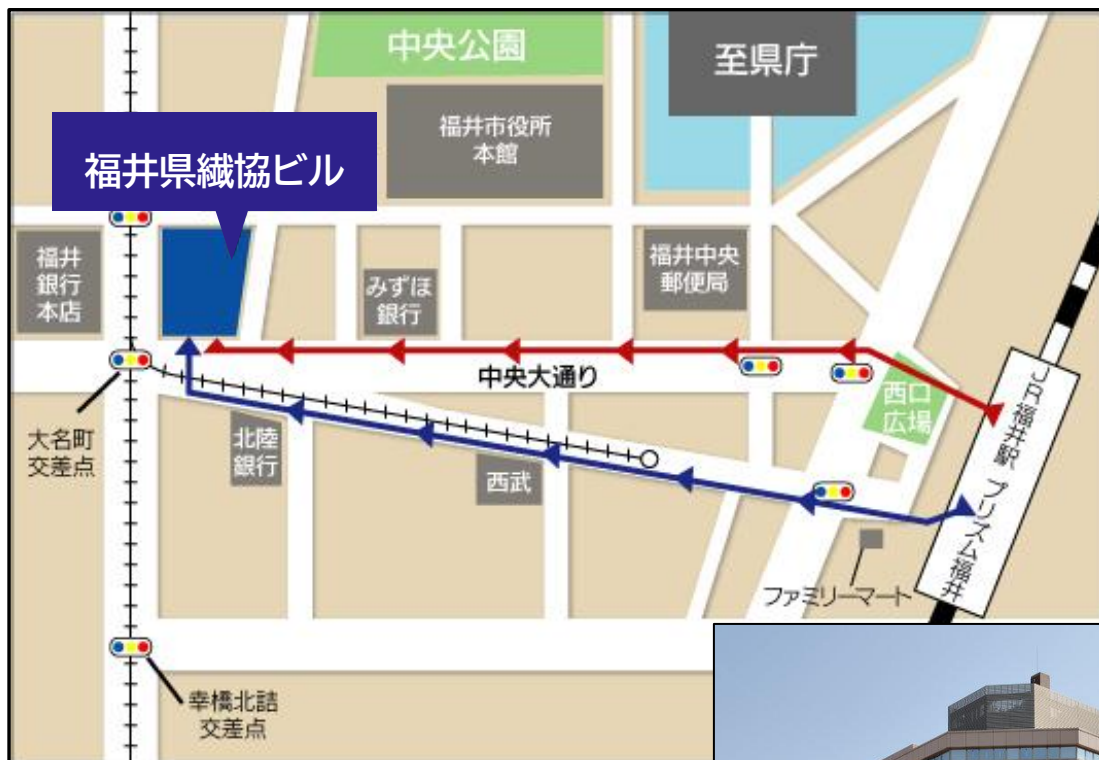 中央公園
至県庁
福井市役所
本館
福井県繊協ビル
福井
銀行
本店
みずほ
銀行
福井中央
郵便局
中央大通り
西口
広場
JR福井駅 プリズム福井
大名町
交差点
北陸
銀行
西武
ファミリーマート
幸橋北詰
交差点